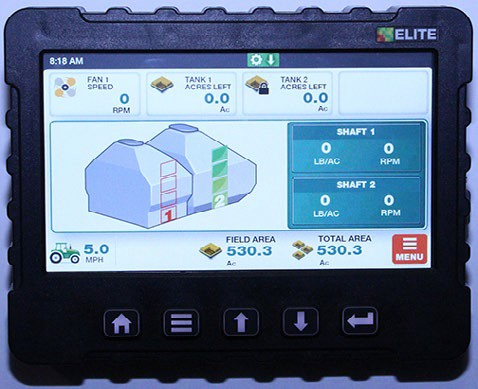 ELITE
8:18 AM
FAN 1
SPEED
0
RPM
TANK 1
ACRES LEFT
0.0
Ac
TANK 2
ACRES LEFT
0.0
Ac
1
2
SHAFT 1
0 0
LB/AC RPM
SHAFT 2
0 0
LB/AC RPM
5.0
MPH
FIELD AREA
530.3
Ac
TOTAL AREA
530.3
Ac
MENU